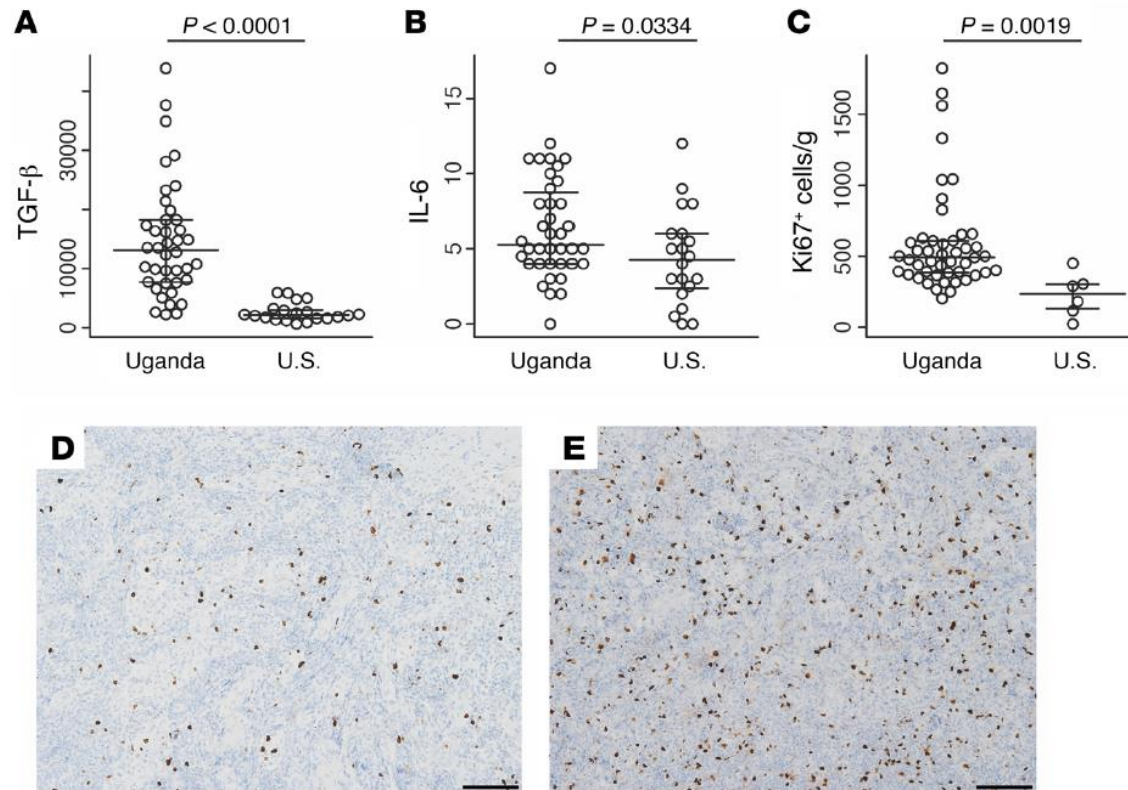 A
P < 0.0001
TGF-β
0
10000
30000
Uganda
U.S.
B
P = 0.0334
IL-6
0
5
10
15
Uganda
U.S.
C
P = 0.0019
Ki67⁺ cells/g
0
500
1000
1500
Uganda
U.S.
D
E